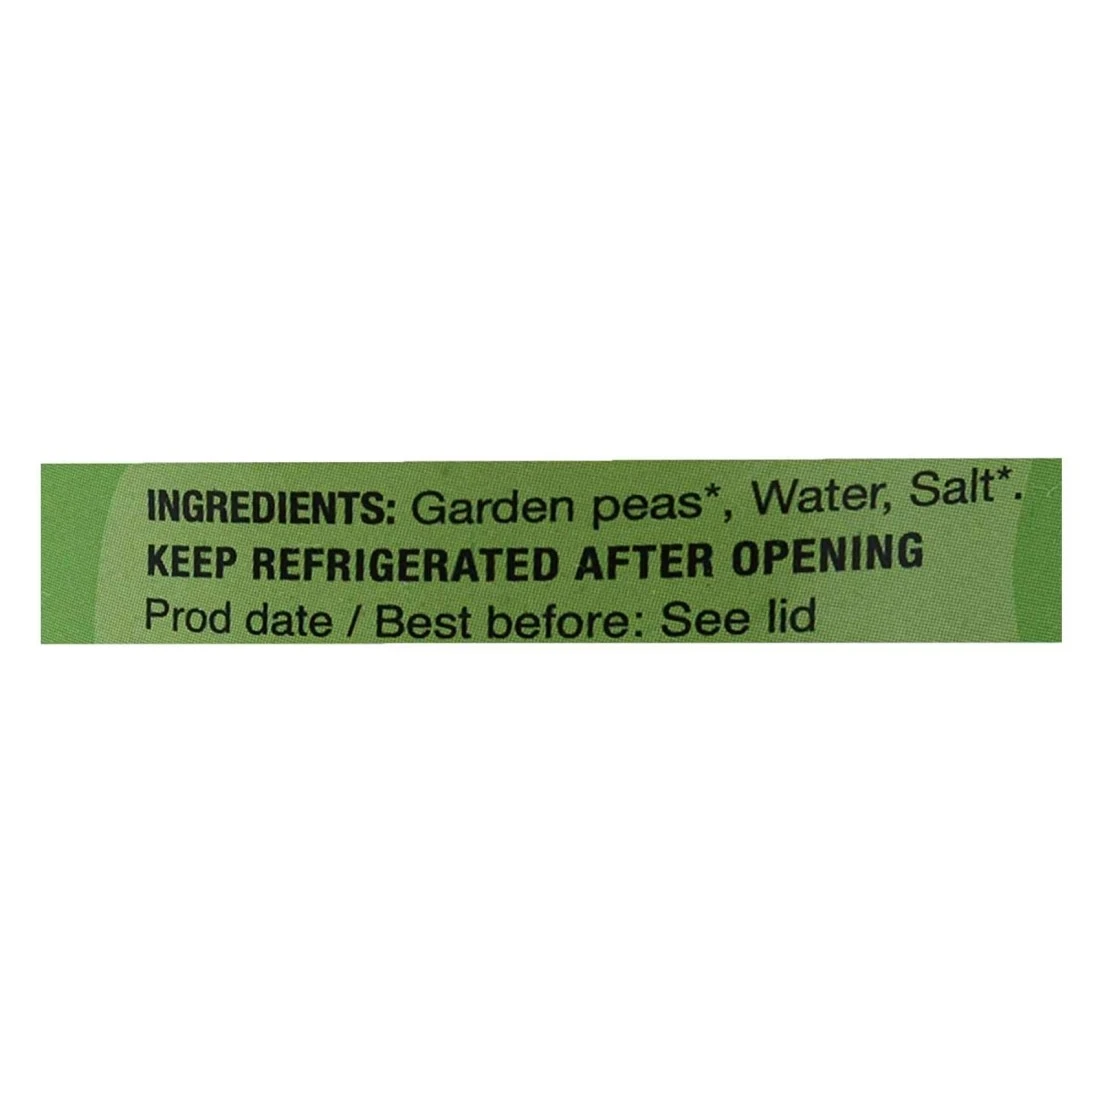 INGREDIENTS: Garden peas*, Water, Salt*.
KEEP REFRIGERATED AFTER OPENING
Prod date / Best before: See lid